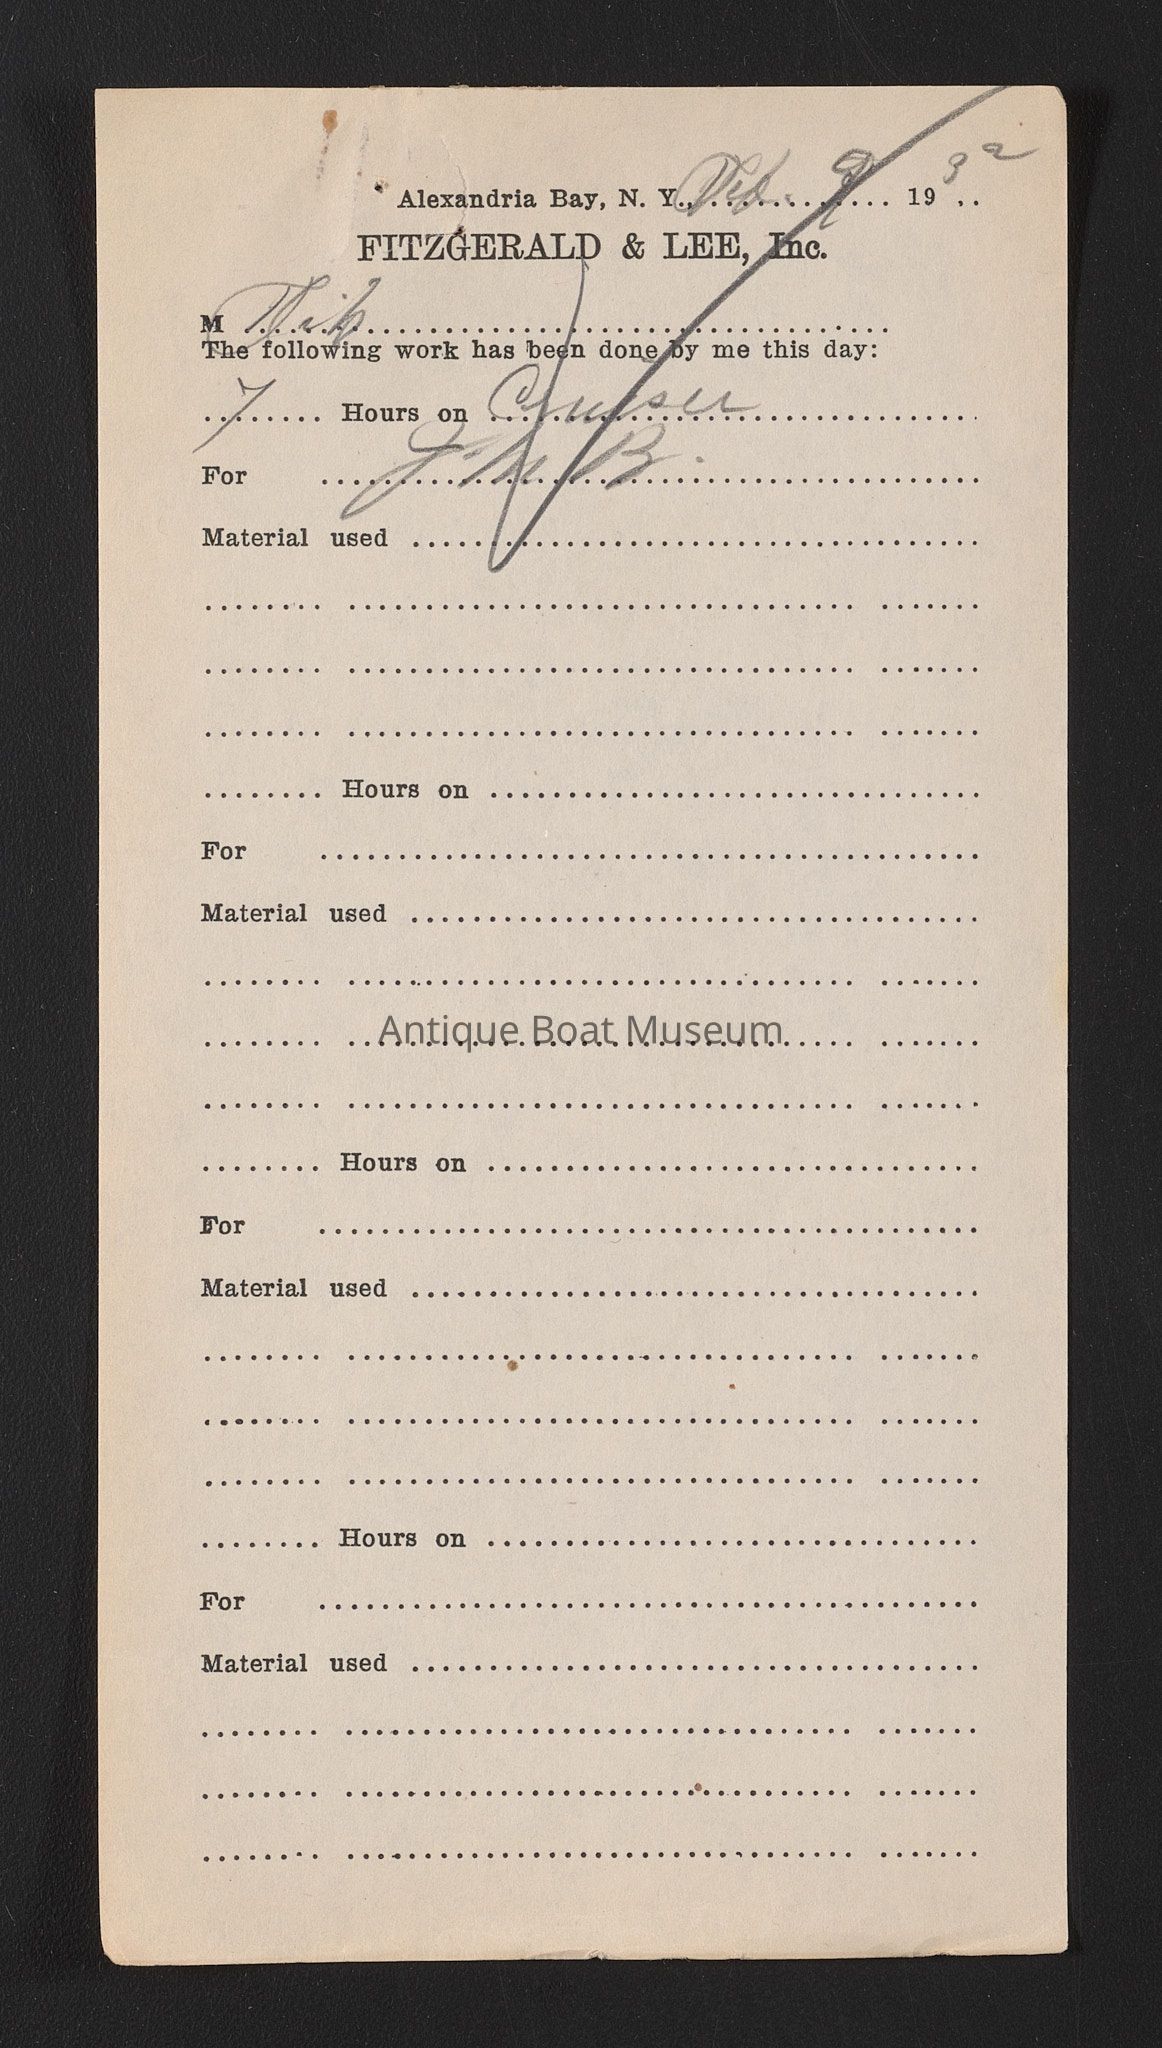 Alexandria Bay, N. Y., Feb. 9 1932
FITZGERALD & LEE, Inc.
M
The following work has been done by me this day:
7 Hours on Cruiser
For J M B.
Material used
Hours on
For
Material used
Antique Boat Museum
Hours on
For
Material used
Hours on
For
Material used